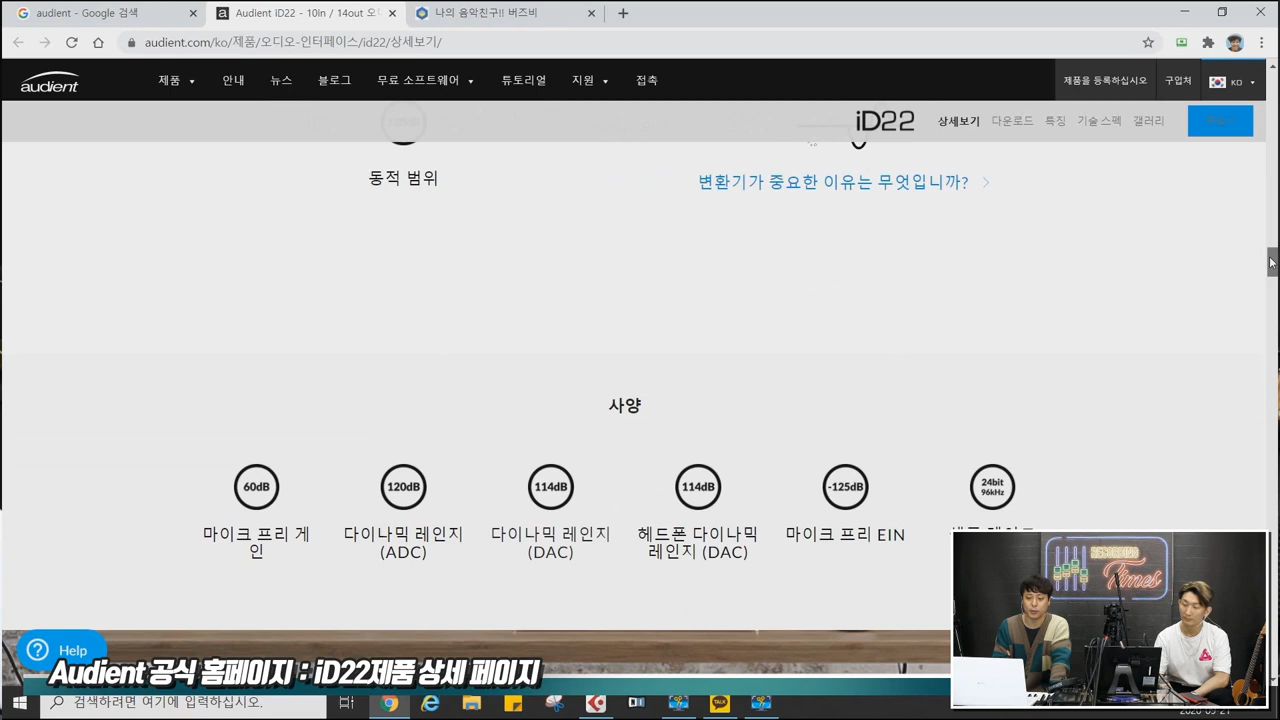 audient - Google 검색
Audient iD22 - 10in / 14out 오디
나의 음악친구!! 버즈비
audient.com/ko/제품/오디오-인터페이스/id22/상세보기/
audient
제품
안내
뉴스
블로그
무료 소프트웨어
튜토리얼
지원
접촉
제품을 등록하십시오
구입처
KO
iD22
상세보기
다운로드
특징
기술 스펙
갤러리
동적 범위
변환기가 중요한 이유는 무엇입니까?
사양
60dB
120dB
114dB
114dB
-125dB
24bit
96kHz
마이크 프리 게
인
다이나믹 레인지
(ADC)
다이나믹 레인지
(DAC)
헤드폰 다이나믹
레인지 (DAC)
마이크 프리 EIN
RECORDING
Times
Help
Audient 공식 홈페이지 : iD22제품 상세 페이지
검색하려면 여기에 입력하십시오.
TALK
2020-09-21